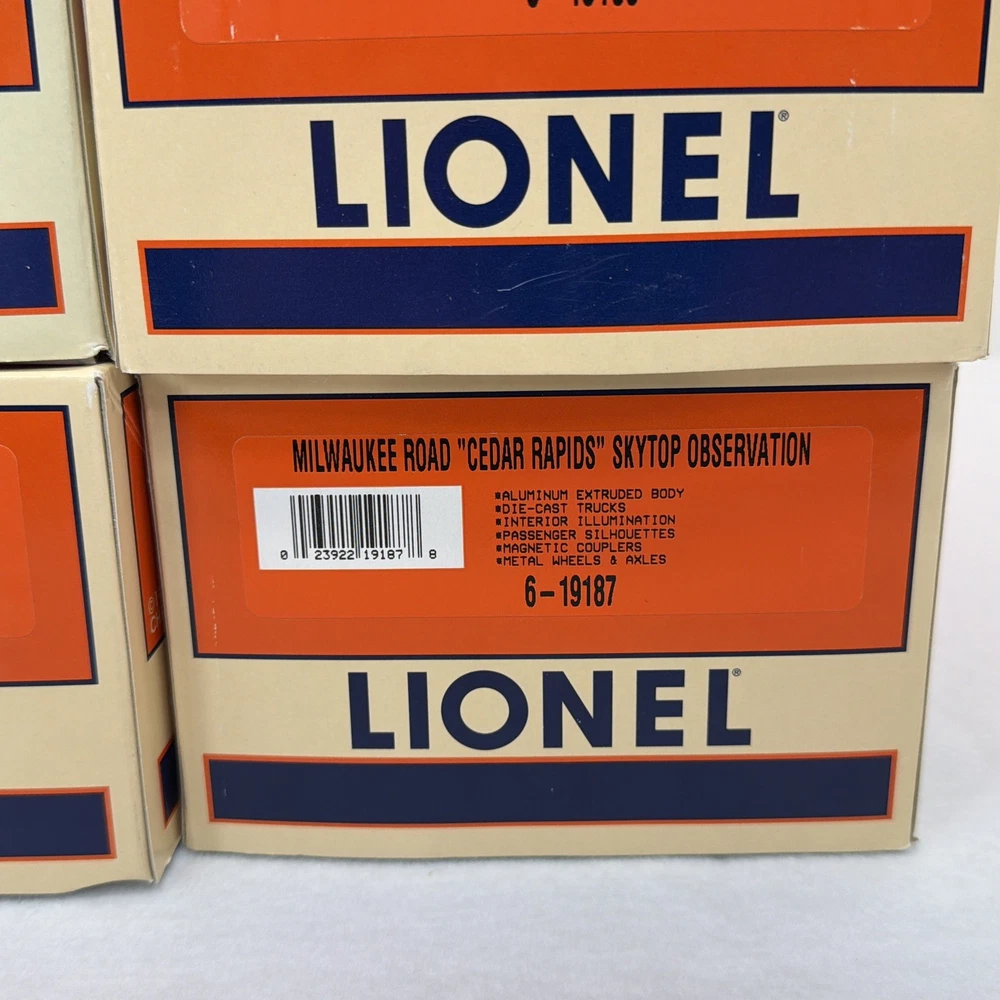 LIONEL®
MILWAUKEE ROAD "CEDAR RAPIDS" SKYTOP OBSERVATION
*ALUMINUM EXTRUDED BODY
*DIE-CAST TRUCKS
*INTERIOR ILLUMINATION
*PASSENGER SILHOUETTES
*MAGNETIC COUPLERS
*METAL WHEELS & AXLES
0 23922 19187 8
6-19187
LIONEL®